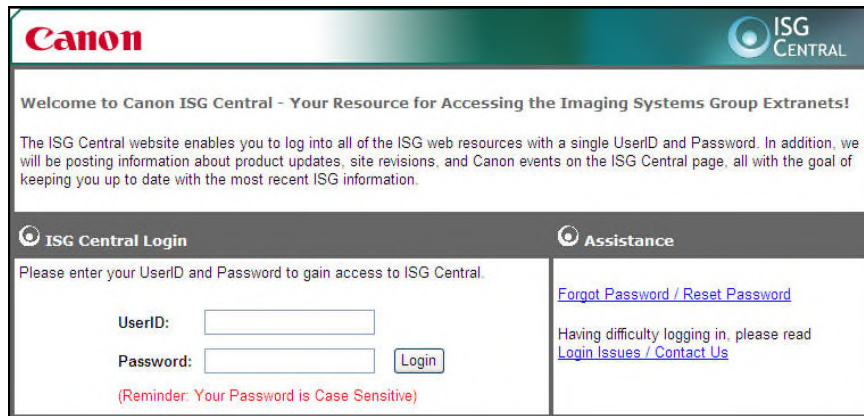 Canon
ISG
CENTRAL
Welcome to Canon ISG Central - Your Resource for Accessing the Imaging Systems Group Extranets!
The ISG Central website enables you to log into all of the ISG web resources with a single UserID and Password. In addition, we
will be posting information about product updates, site revisions, and Canon events on the ISG Central page, all with the goal of
keeping you up to date with the most recent ISG information.
ISG Central Login
Please enter your UserID and Password to gain access to ISG Central.
UserID:
Password:
Login
(Reminder: Your Password is Case Sensitive)
Assistance
Forgot Password / Reset Password
Having difficulty logging in, please read
Login Issues / Contact Us